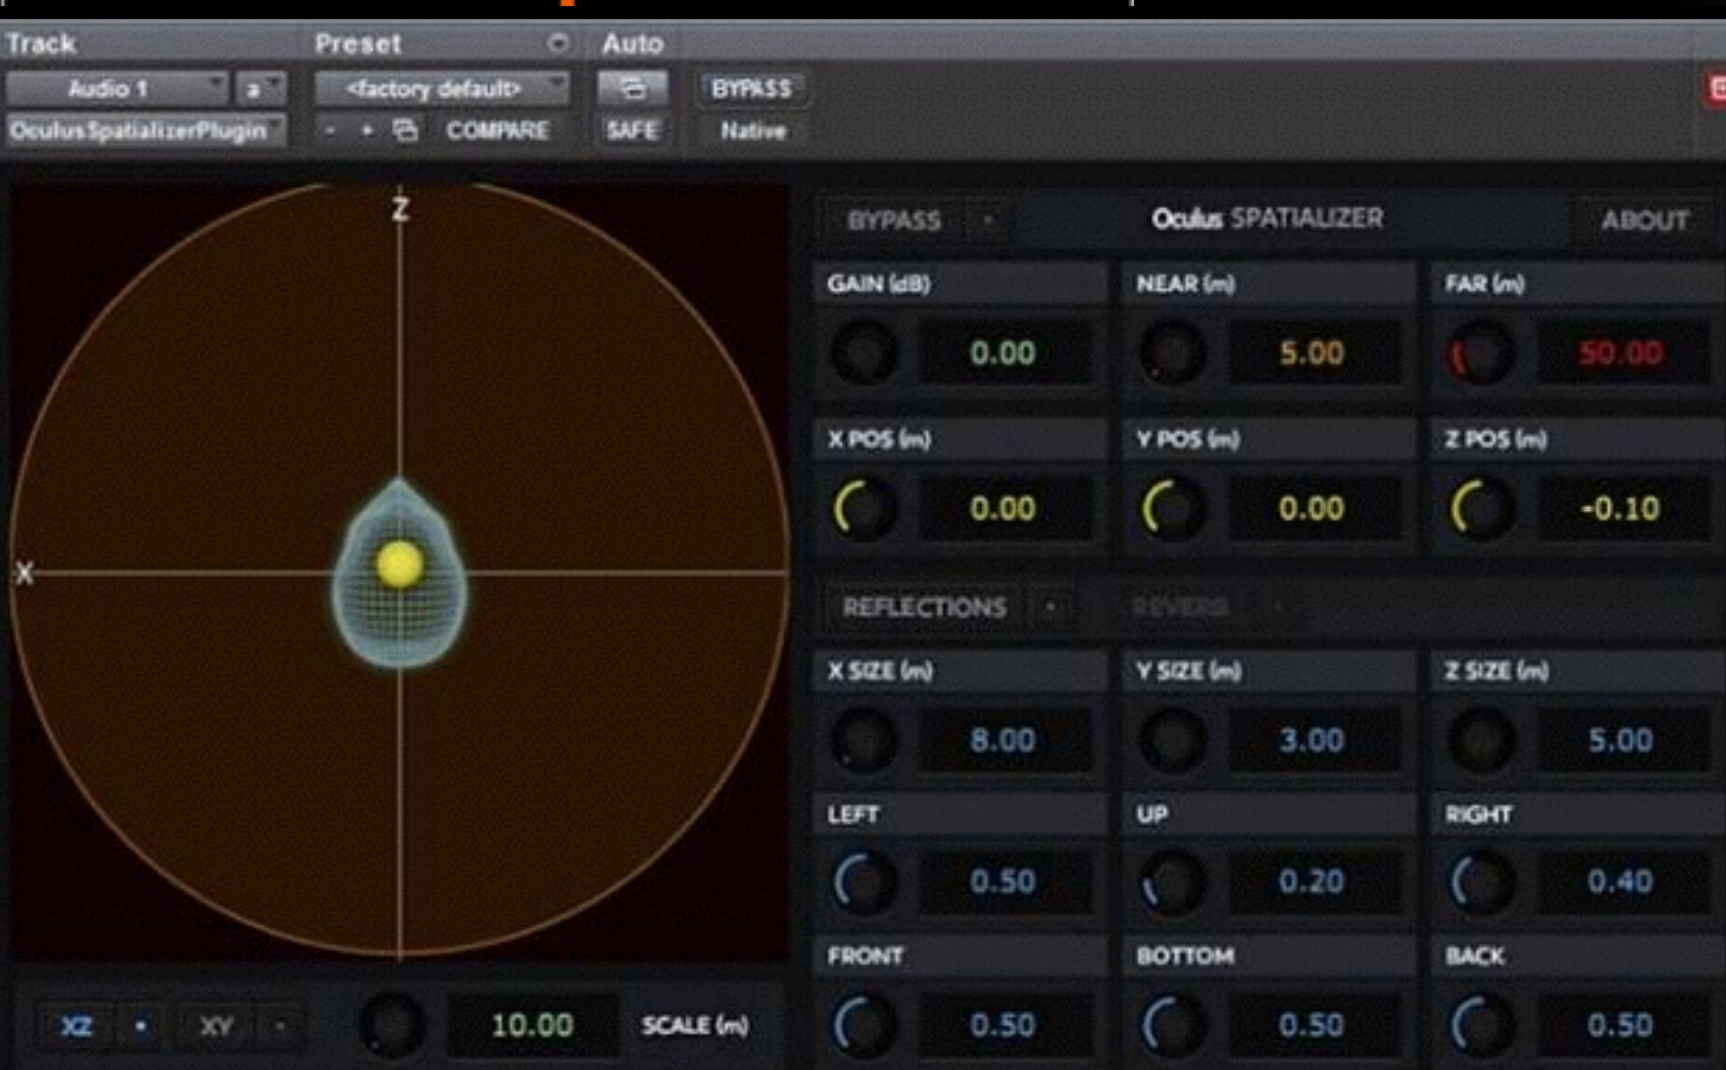 Track Preset Auto
Audio 1 a <factory default> BYPASS
OculusSpatializerPlugin - + COMPARE SAFE Native
Z
X
BYPASS Oculus SPATIALIZER ABOUT
GAIN (dB) NEAR (m) FAR (m)
0.00 5.00 50.00
X POS (m) Y POS (m) Z POS (m)
0.00 0.00 -0.10
REFLECTIONS REVERB
X SIZE (m) Y SIZE (m) Z SIZE (m)
8.00 3.00 5.00
LEFT UP RIGHT
0.50 0.20 0.40
FRONT BOTTOM BACK
0.50 0.50 0.50
XZ XY 10.00 SCALE (m)